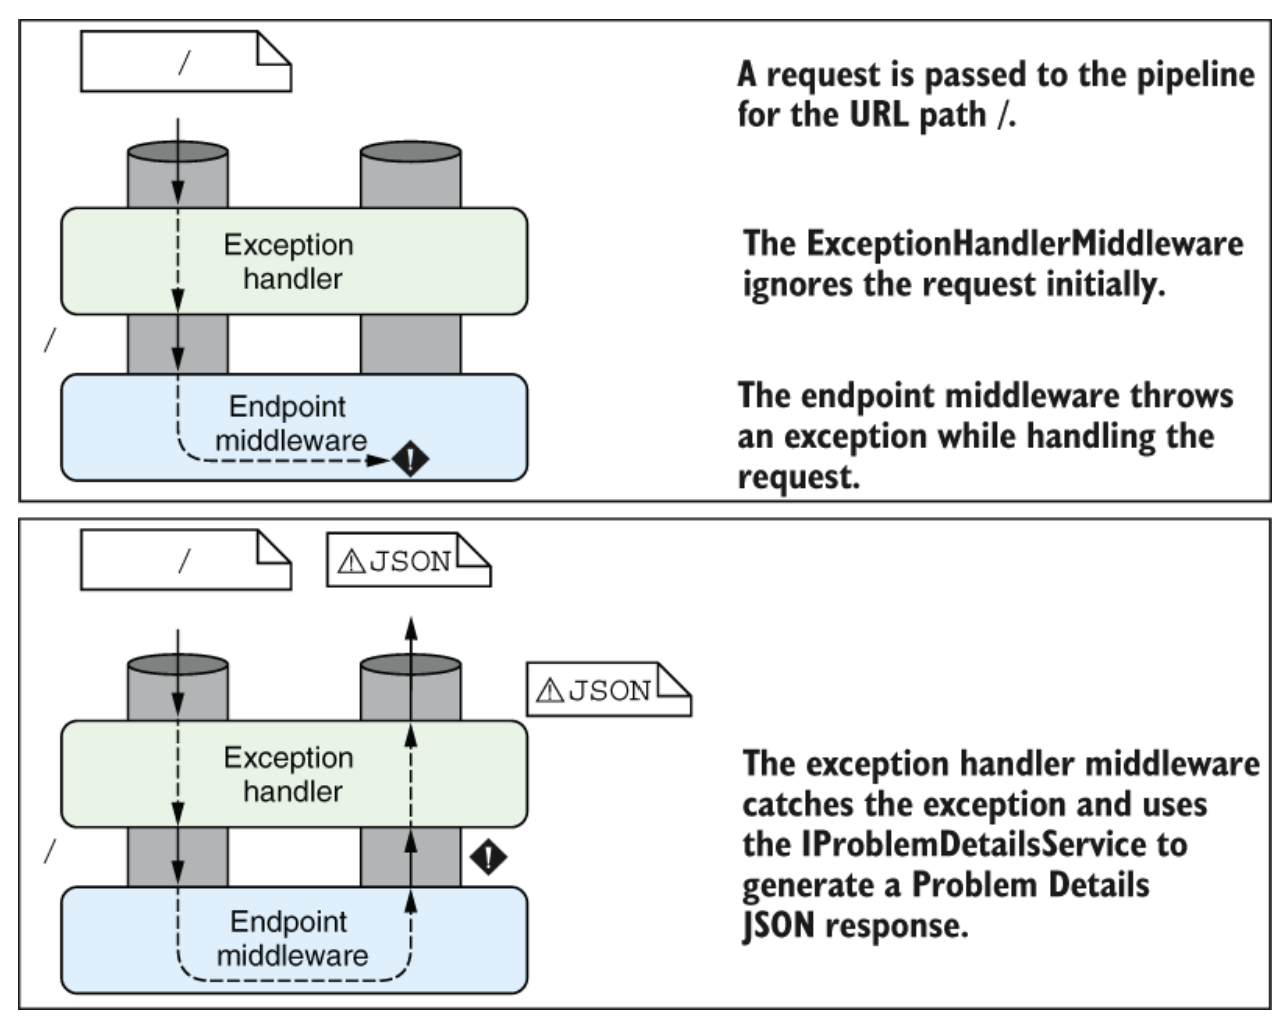 /
A request is passed to the pipeline
for the URL path /.
Exception
handler
The ExceptionHandlerMiddleware
ignores the request initially.
/
Endpoint
middleware
The endpoint middleware throws
an exception while handling the
request.
/
⚠JSON
⚠JSON
Exception
handler
The exception handler middleware
catches the exception and uses
the IProblemDetailsService to
generate a Problem Details
JSON response.
/
Endpoint
middleware